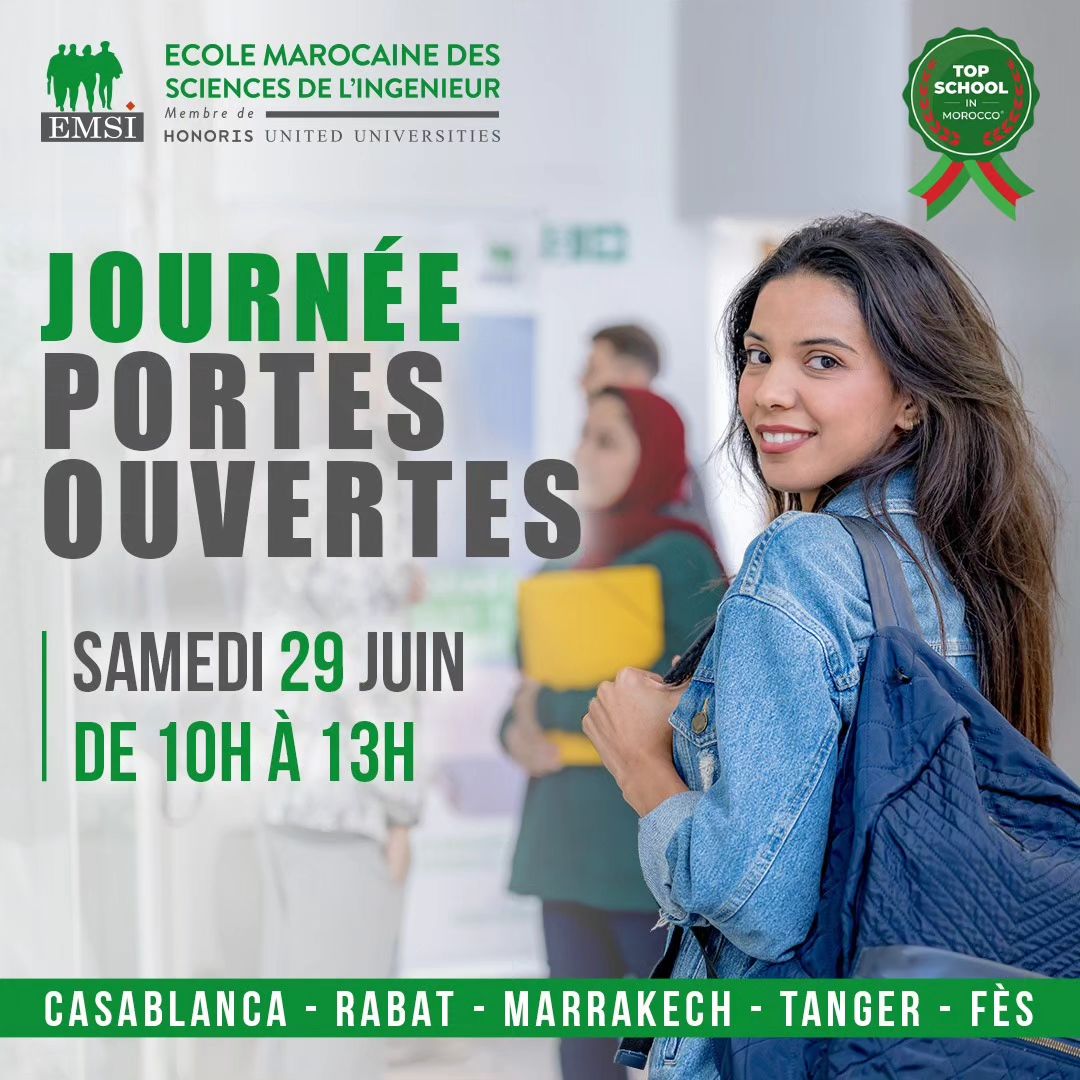 ECOLE MAROCAINE DES
SCIENCES DE L'INGENIEUR
EMSI
Membre de
HONORIS UNITED UNIVERSITIES
TOP
SCHOOL
IN
MOROCCO®
JOURNÉE
PORTES
OUVERTES
SAMEDI 29 JUIN
DE 10H À 13H
CASABLANCA - RABAT - MARRAKECH - TANGER - FÈS